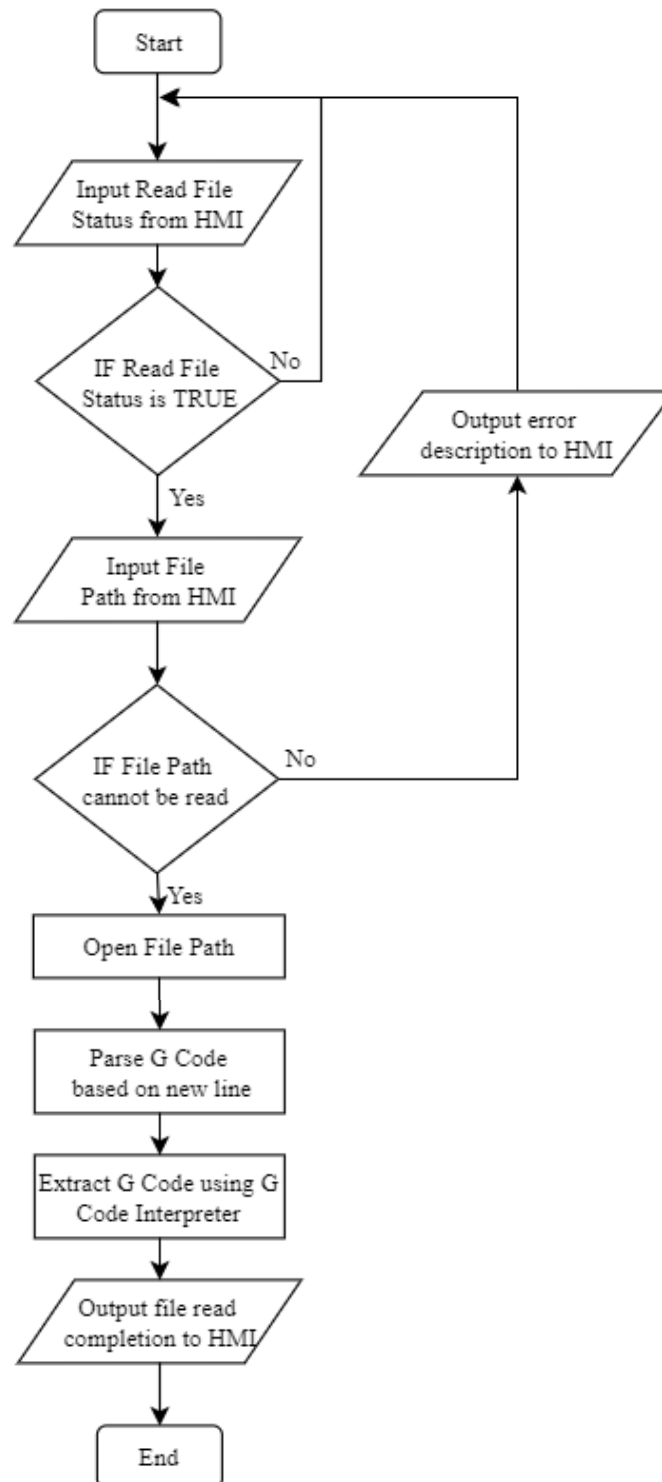 Start
Input Read File
Status from HMI
IF Read File
Status is TRUE
No
Yes
Output error
description to HMI
Input File
Path from HMI
IF File Path
cannot be read
No
Yes
Open File Path
Parse G Code
based on new line
Extract G Code using G
Code Interpreter
Output file read
completion to HMI
End